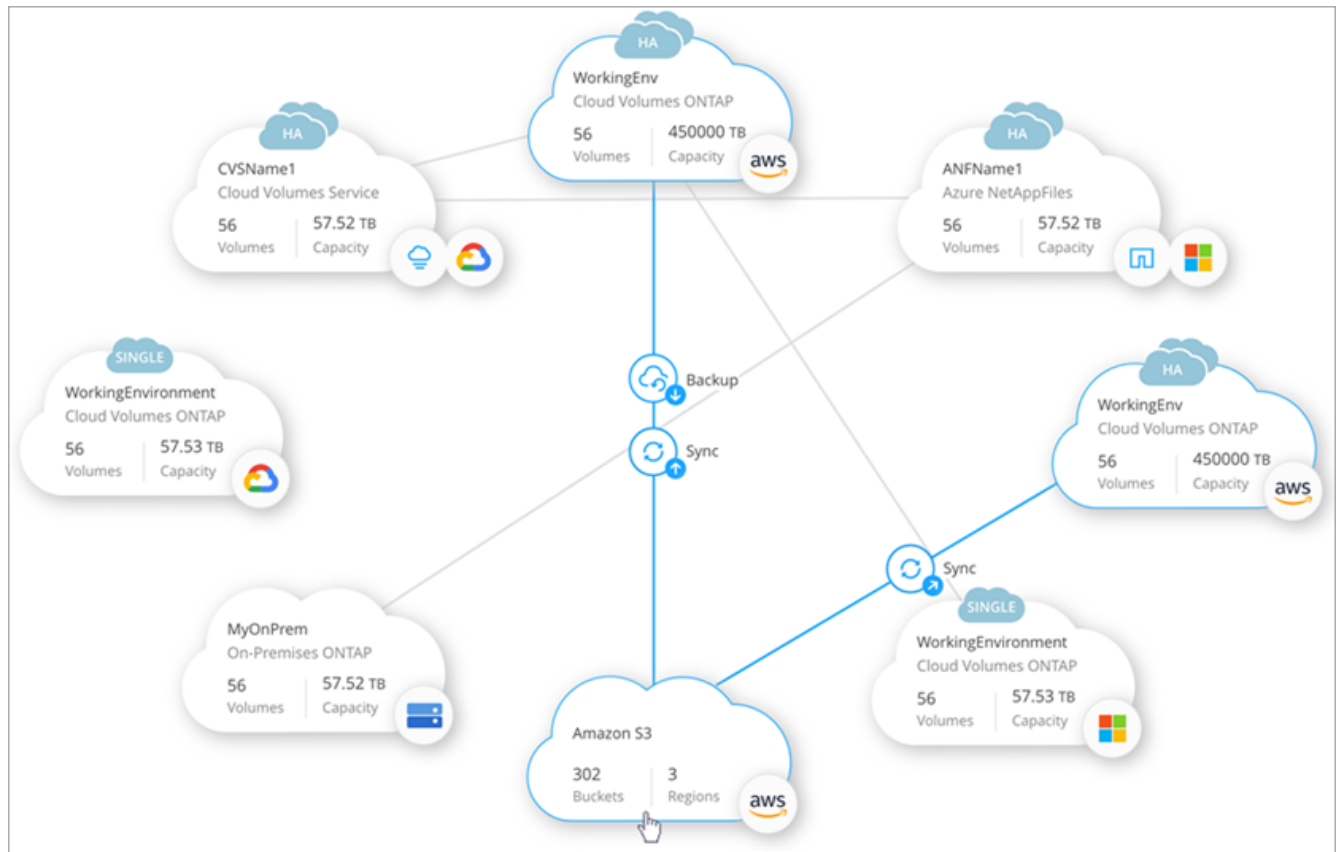 HA
WorkingEnv
Cloud Volumes ONTAP
56
Volumes
450000 TB
Capacity
aws
HA
CVSName1
Cloud Volumes Service
56
Volumes
57.52 TB
Capacity
HA
ANFName1
Azure NetAppFiles
56
Volumes
57.52 TB
Capacity
SINGLE
WorkingEnvironment
Cloud Volumes ONTAP
56
Volumes
57.53 TB
Capacity
Backup
Sync
HA
WorkingEnv
Cloud Volumes ONTAP
56
Volumes
450000 TB
Capacity
aws
Sync
MyOnPrem
On-Premises ONTAP
56
Volumes
57.52 TB
Capacity
SINGLE
WorkingEnvironment
Cloud Volumes ONTAP
56
Volumes
57.53 TB
Capacity
Amazon S3
302
Buckets
3
Regions
aws